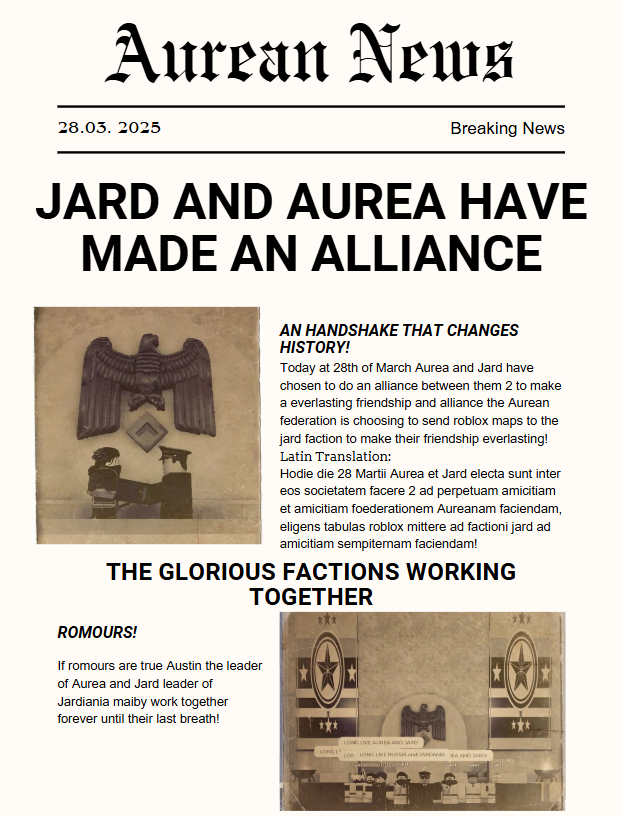 Aurean News
28.03. 2025
Breaking News
JARD AND AUREA HAVE
MADE AN ALLIANCE
AN HANDSHAKE THAT CHANGES
HISTORY!
Today at 28th of March Aurea and Jard have
chosen to do an alliance between them 2 to make
a everlasting friendship and alliance the Aurean
federation is choosing to send roblox maps to the
jard faction to make their friendship everlasting!
Latin Translation:
Hodie die 28 Martii Aurea et Jard electa sunt inter
eos societatem facere 2 ad perpetuam amicitiam
et amicitiam foederationem Aureanam faciendam,
eligens tabulas roblox mittere ad factioni jard ad
amicitiam sempiternam faciendam!
THE GLORIOUS FACTIONS WORKING
TOGETHER
ROMOURS!
If romours are true Austin the leader
of Aurea and Jard leader of
Jardiania maiby work together
forever until their last breath!
LONG LIVE AUREA AND JARD
LONG LIVE